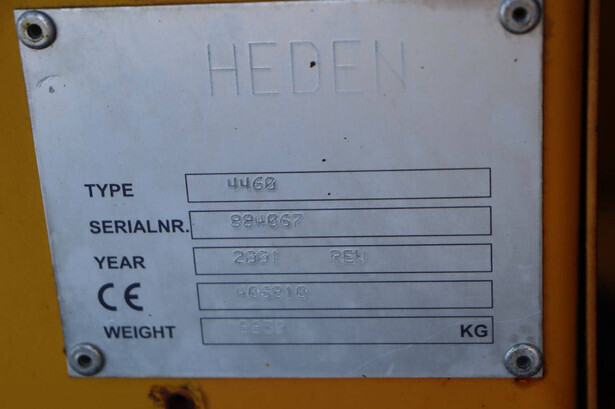 HEDEN
TYPE 4460
SERIALNR. 884067
YEAR 2001 REN
CE
WEIGHT KG